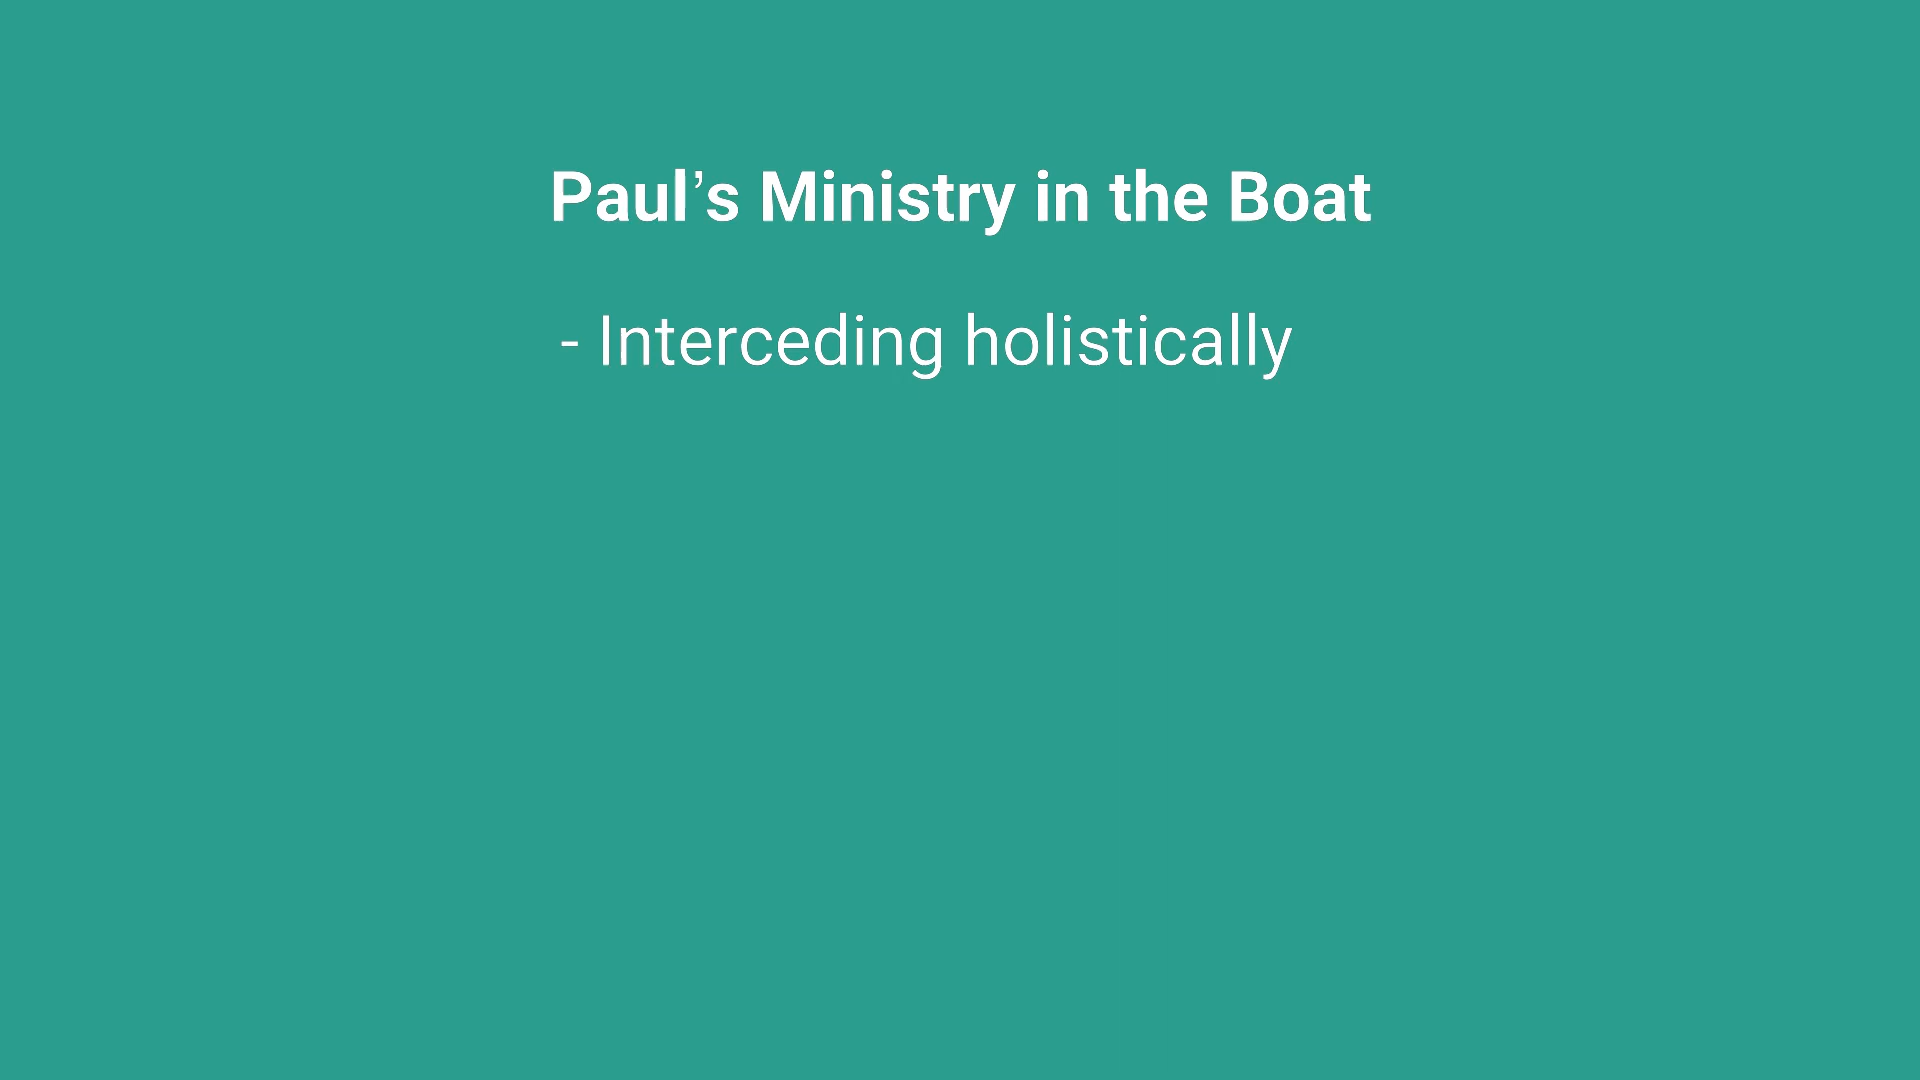 Paul’s Ministry in the Boat
- Interceding holistically